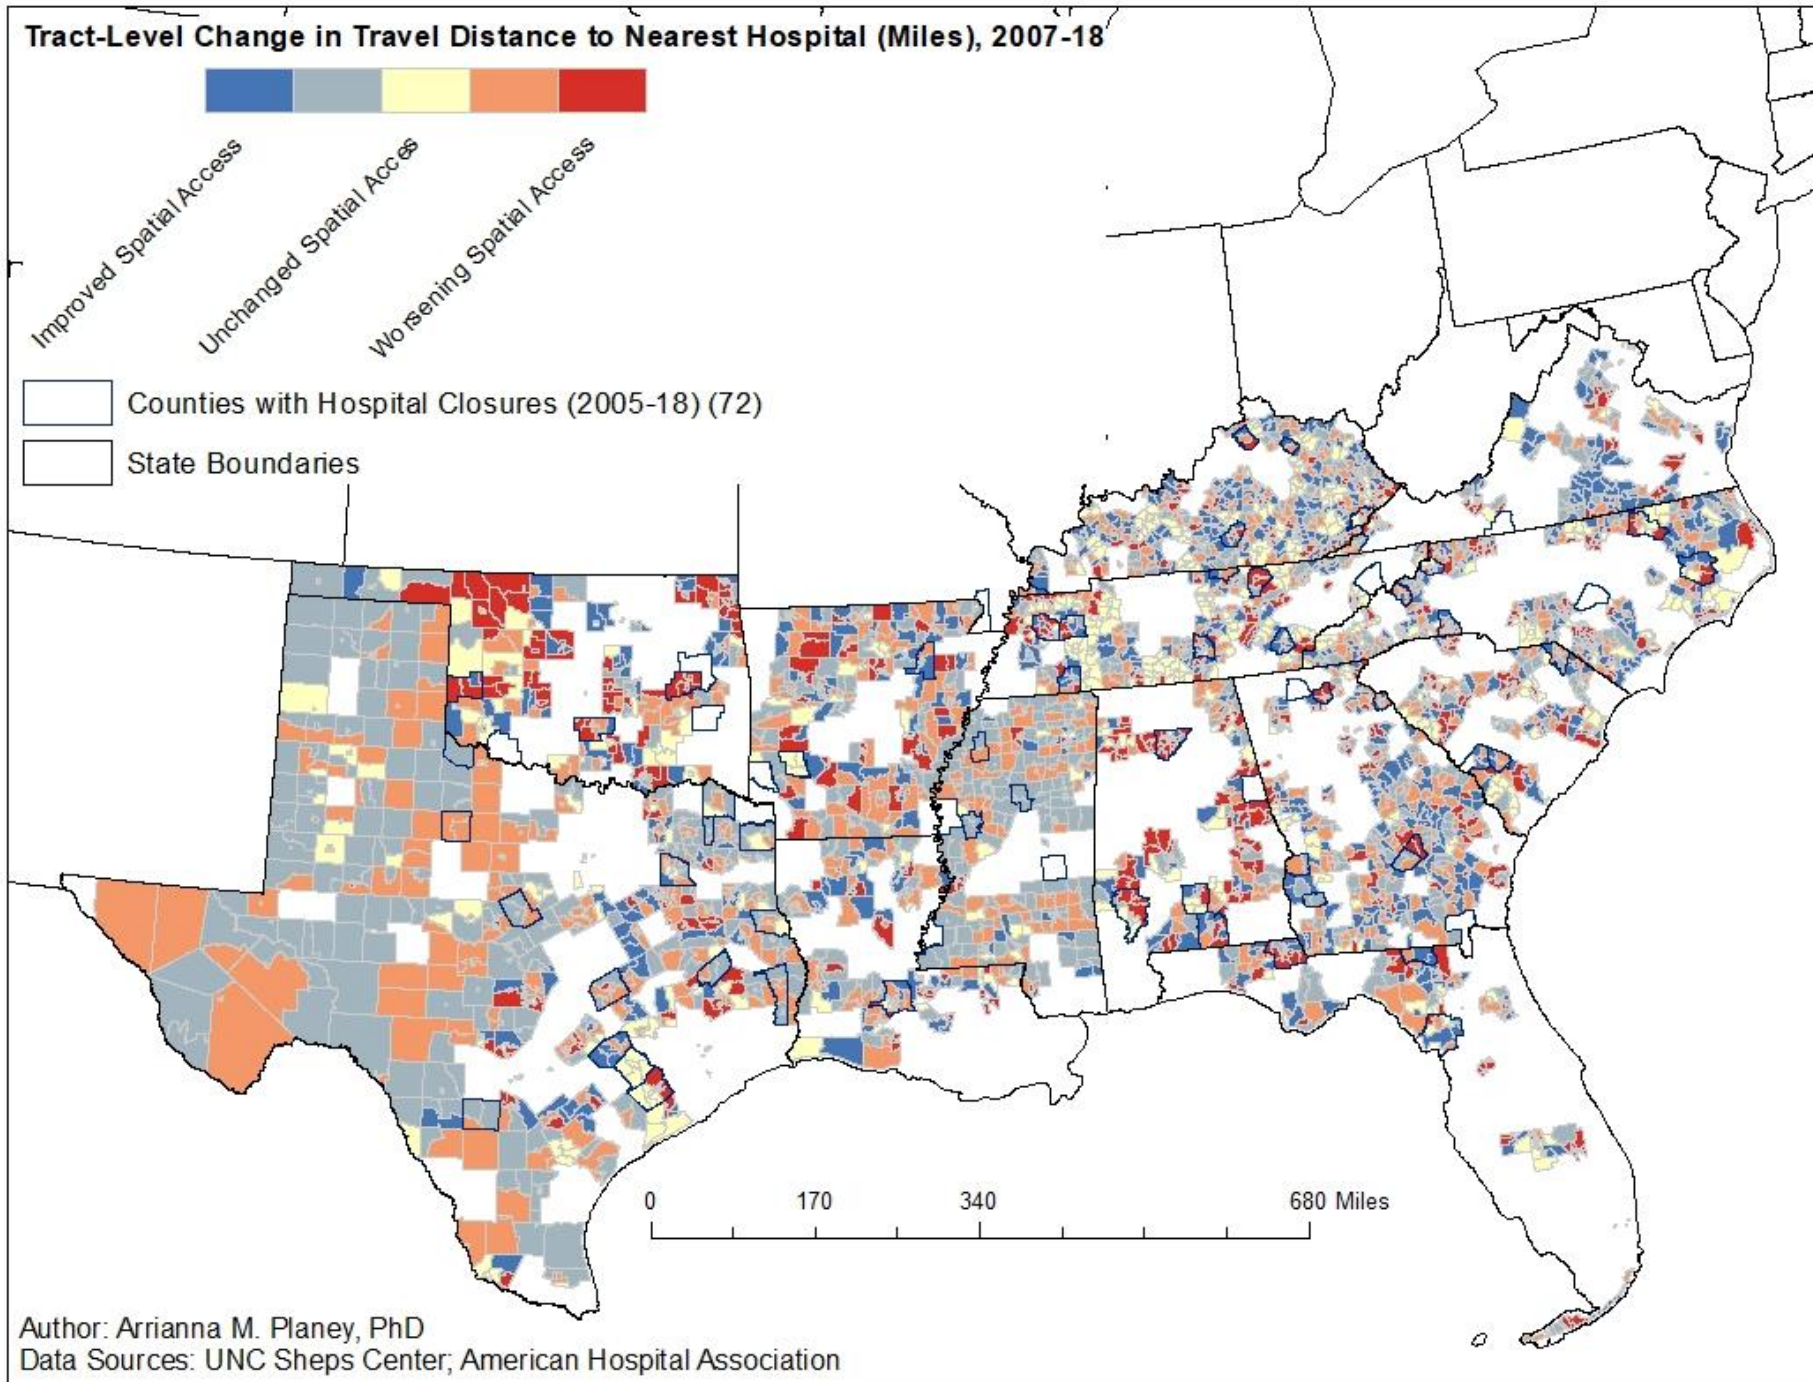 Tract-Level Change in Travel Distance to Nearest Hospital (Miles), 2007-18
Improved Spatial Access
Unchanged Spatial Acces
Worsening Spatial Access
Counties with Hospital Closures (2005-18) (72)
State Boundaries
0 170 340 680 Miles
Author: Arrianna M. Planey, PhD
Data Sources: UNC Sheps Center; American Hospital Association